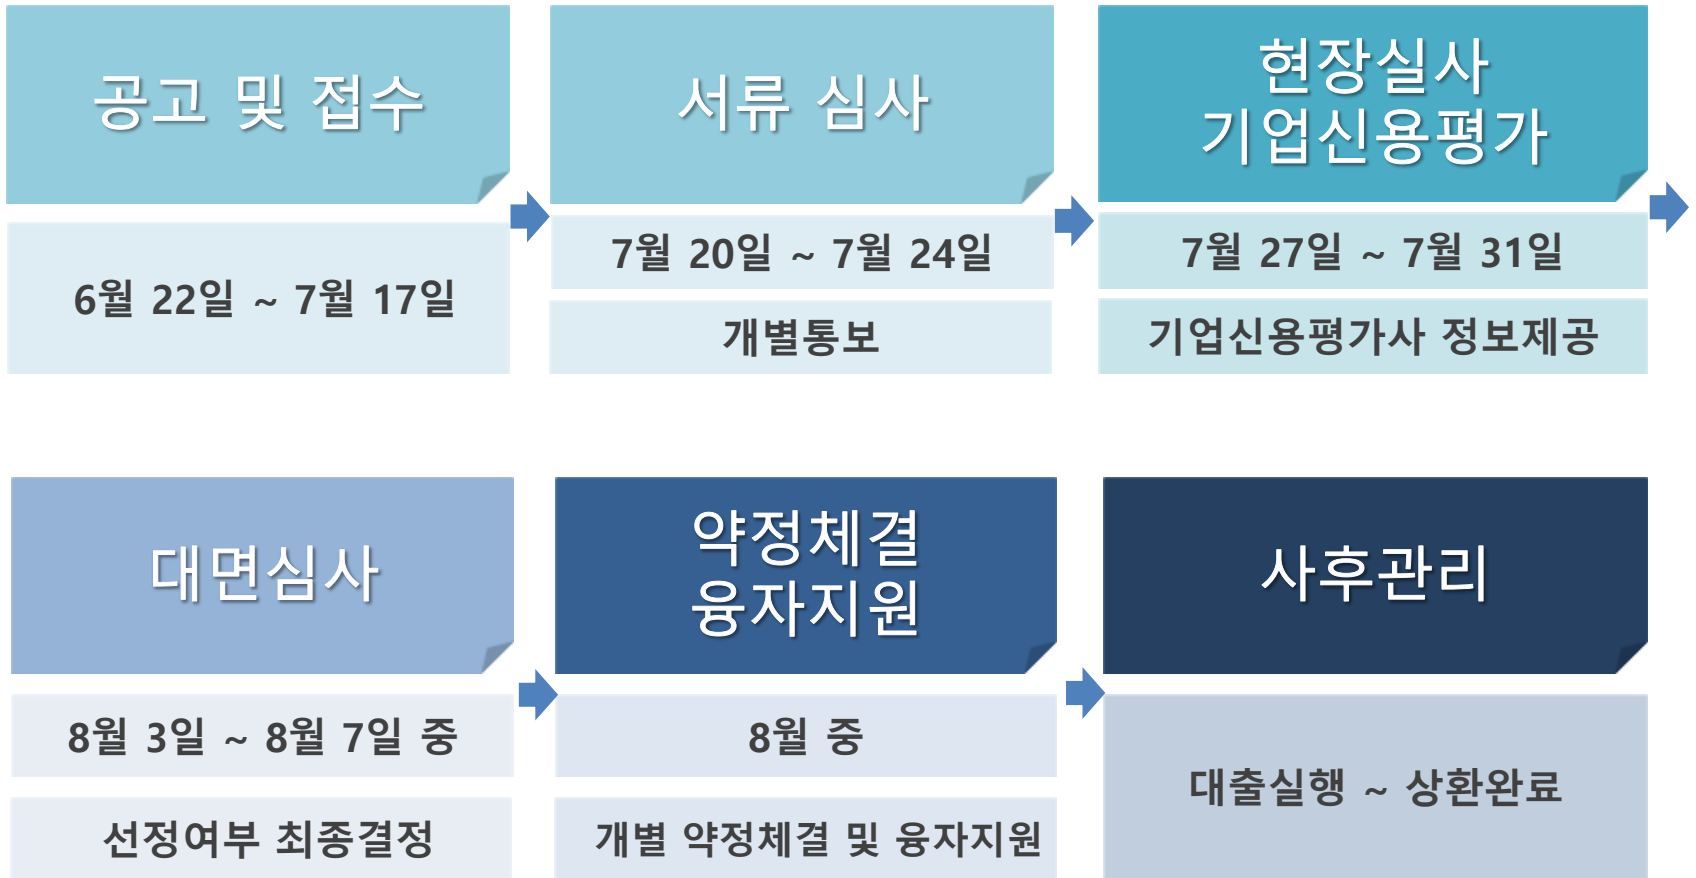 공고 및 접수
6월 22일 ~ 7월 17일
서류 심사
7월 20일 ~ 7월 24일
개별통보
현장실사
기업신용평가
7월 27일 ~ 7월 31일
기업신용평가사 정보제공
대면심사
8월 3일 ~ 8월 7일 중
선정여부 최종결정
약정체결
융자지원
8월 중
개별 약정체결 및 융자지원
사후관리
대출실행 ~ 상환완료